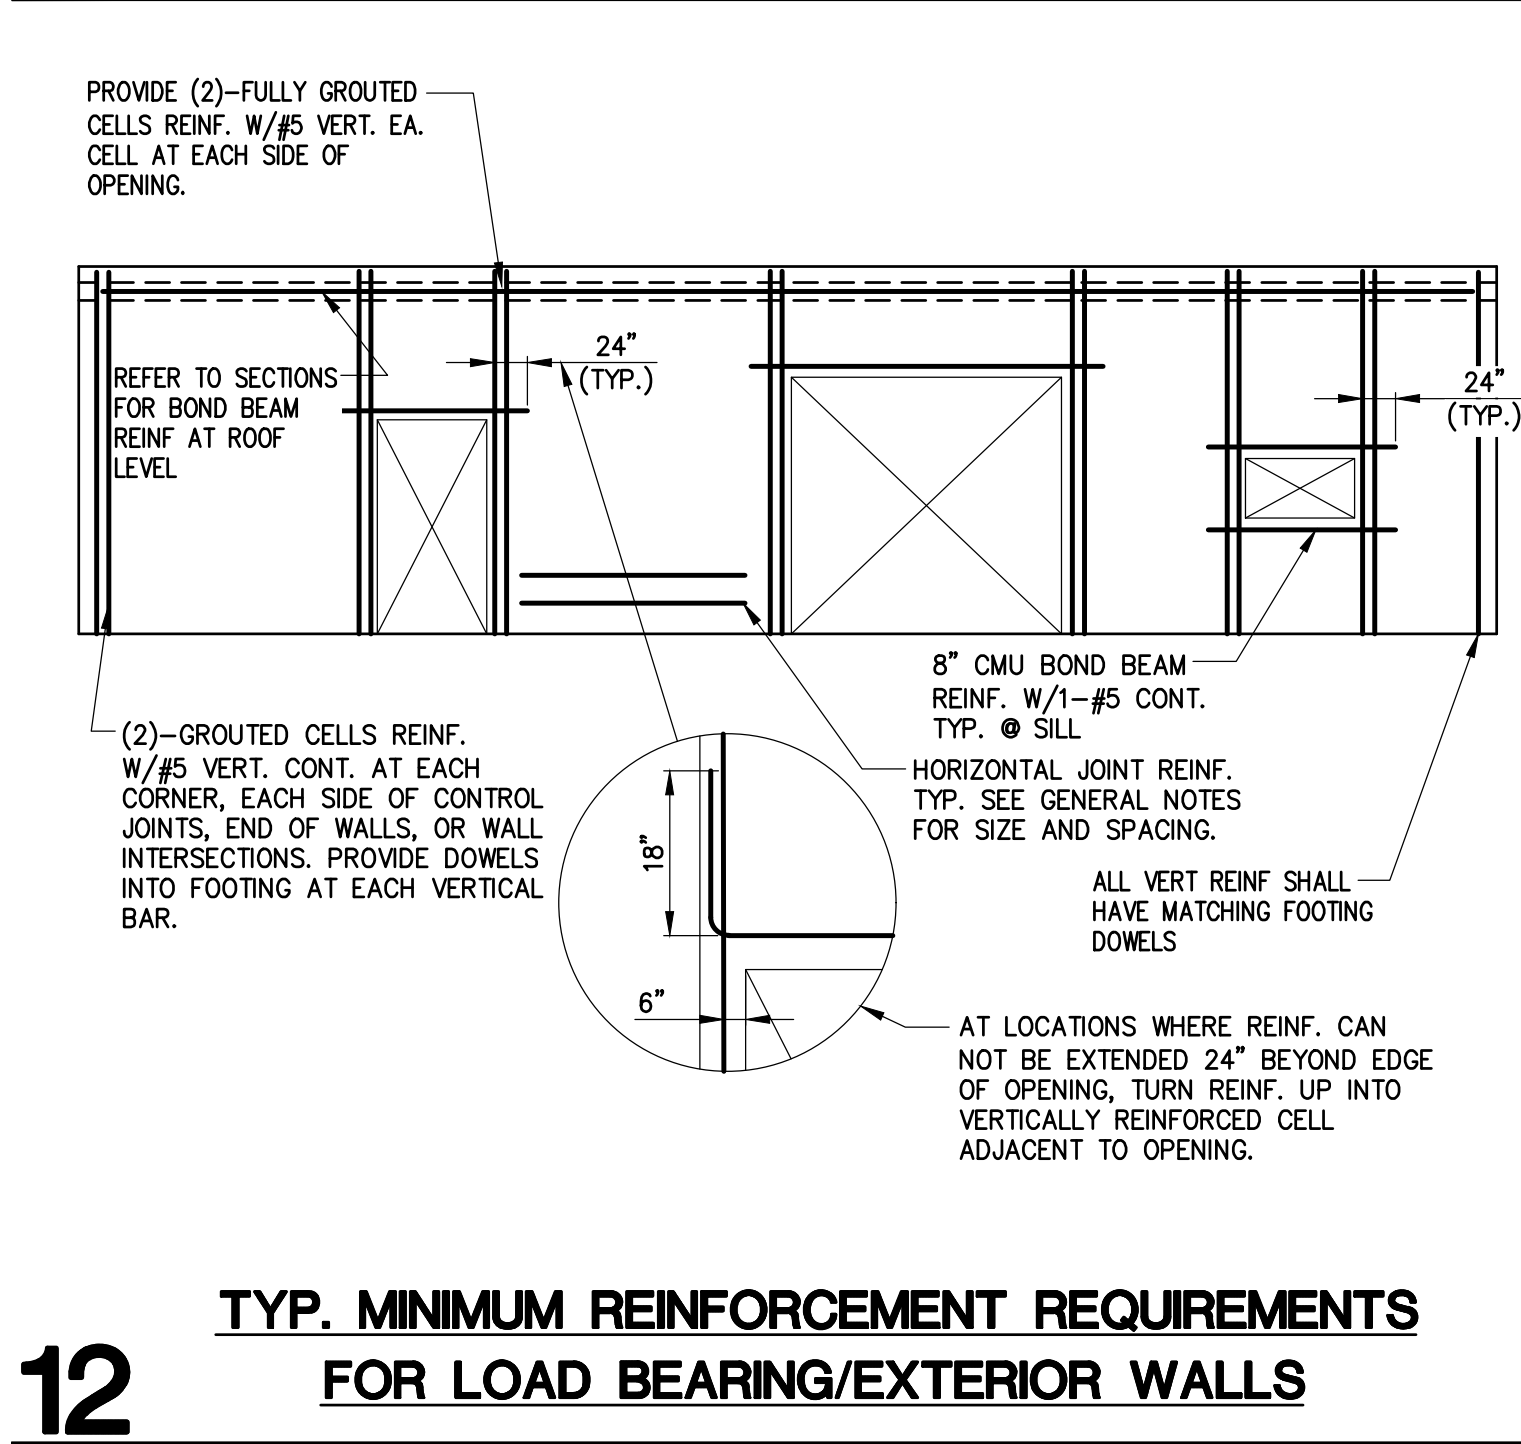 PROVIDE (2)-FULLY GROUTED
CELLS REINF. W/#5 VERT. EA.
CELL AT EACH SIDE OF
OPENING.
24"
(TYP.)
REFER TO SECTIONS
FOR BOND BEAM
REINF AT ROOF
LEVEL
24"
(TYP.)
8" CMU BOND BEAM
REINF. W/1-#5 CONT.
TYP. @ SILL
(2)-GROUTED CELLS REINF.
W/#5 VERT. CONT. AT EACH
CORNER, EACH SIDE OF CONTROL
JOINTS, END OF WALLS, OR WALL
INTERSECTIONS. PROVIDE DOWELS
INTO FOOTING AT EACH VERTICAL
BAR.
HORIZONTAL JOINT REINF.
TYP. SEE GENERAL NOTES
FOR SIZE AND SPACING.
18"
ALL VERT REINF SHALL
HAVE MATCHING FOOTING
DOWELS
6"
AT LOCATIONS WHERE REINF. CAN
NOT BE EXTENDED 24" BEYOND EDGE
OF OPENING, TURN REINF. UP INTO
VERTICALLY REINFORCED CELL
ADJACENT TO OPENING.
12
TYP. MINIMUM REINFORCEMENT REQUIREMENTS
FOR LOAD BEARING/EXTERIOR WALLS